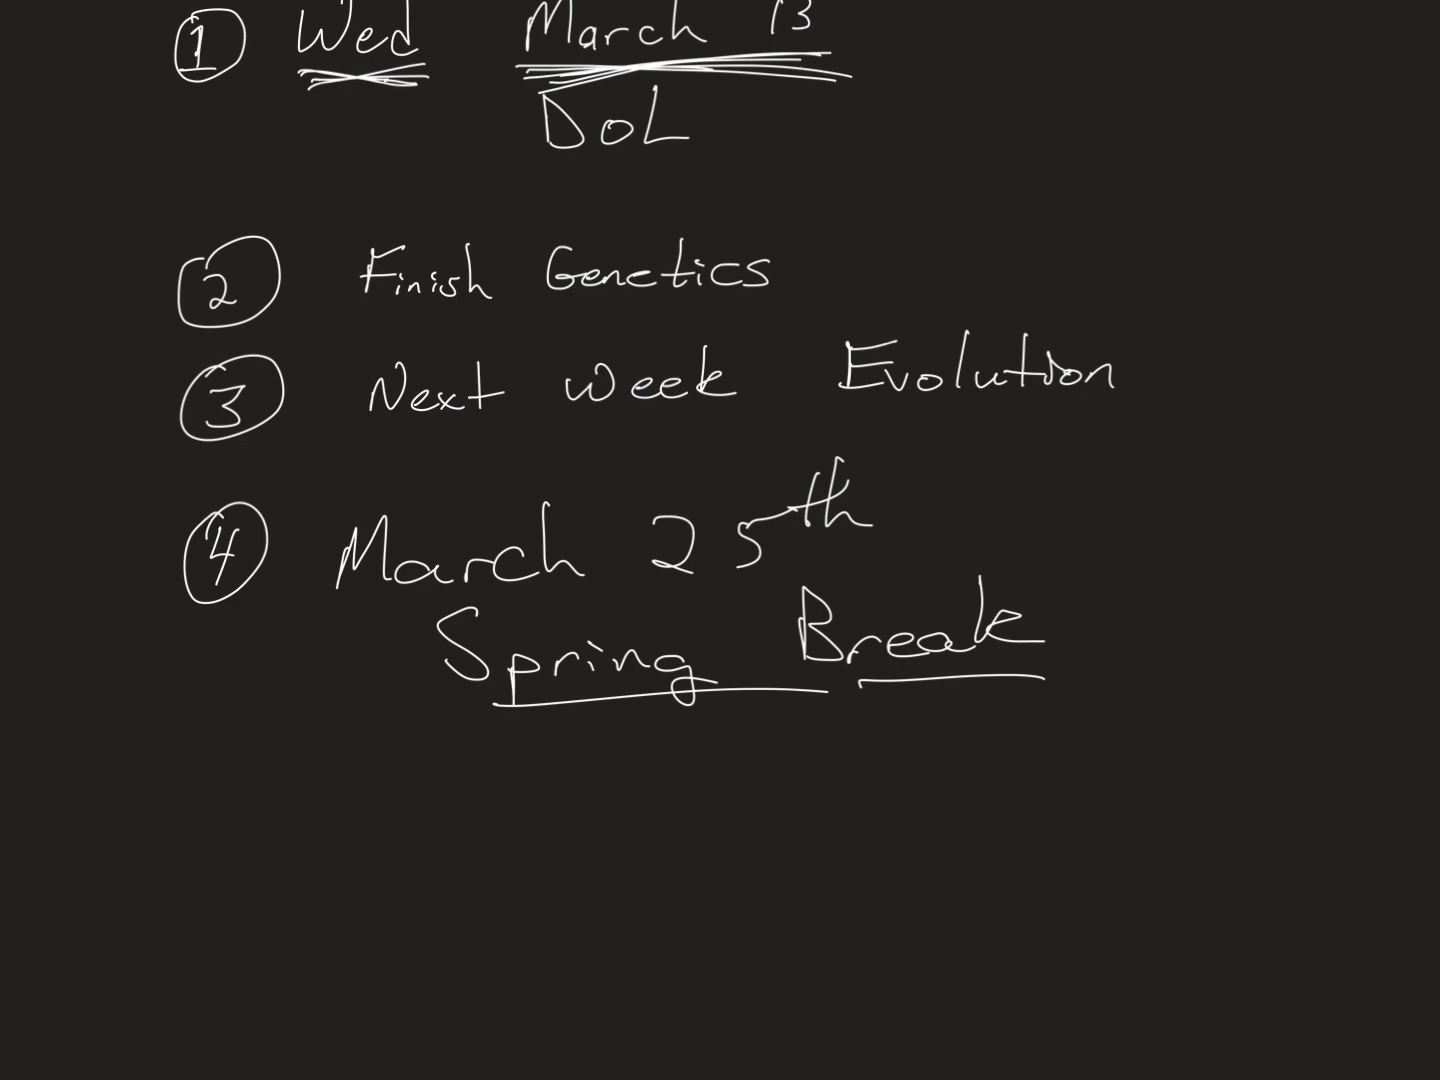 ① Wed March 13
DoL
② Finish Genetics
③ Next week Evolution
④ March 25th
Spring Break